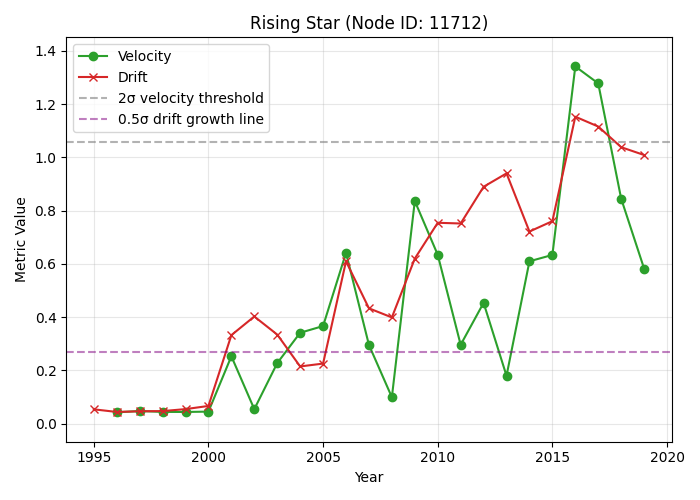 Rising Star (Node ID: 11712)
Velocity
Drift
2σ velocity threshold
0.5σ drift growth line
Metric Value
1.4
1.2
1.0
0.8
0.6
0.4
0.2
0.0
1995
2000
2005
2010
2015
2020
Year